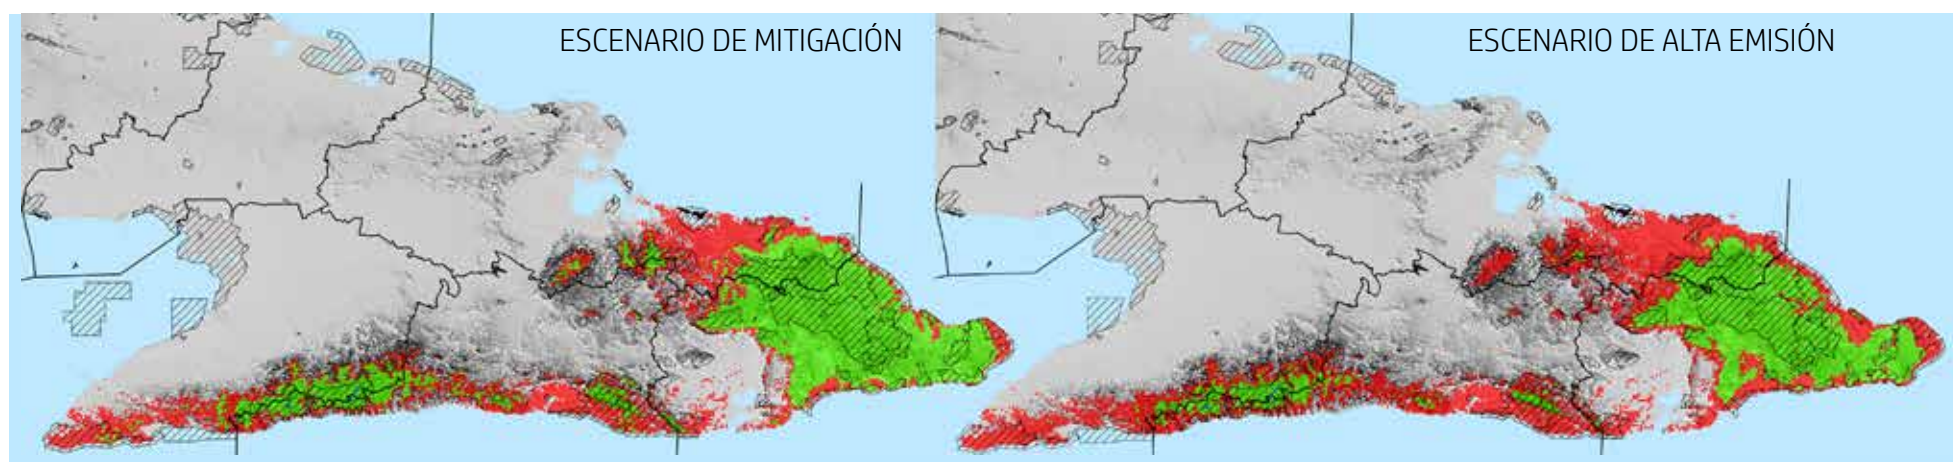 ESCENARIO DE MITIGACIÓN
ESCENARIO DE ALTA EMISIÓN